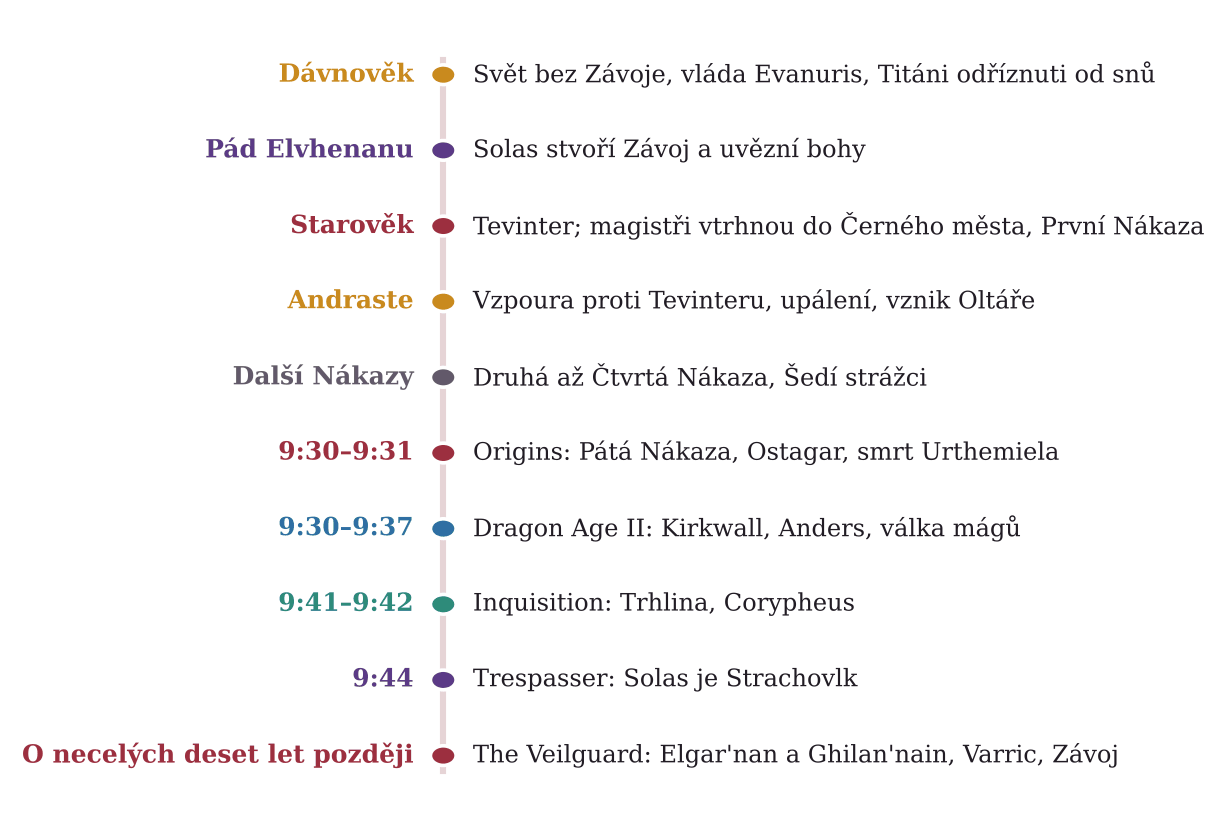 Dávnověk Svět bez Závoje, vláda Evanuris, Titáni odříznuti od snů
Pád Elvhenanu Solas stvoří Závoj a uvězní bohy
Starověk Tevinter; magistři vtrhnou do Černého města, První Nákaza
Andraste Vzpoura proti Tevinteru, upálení, vznik Oltáře
Další Nákazy Druhá až Čtvrtá Nákaza, Šedí strážci
9:30–9:31 Origins: Pátá Nákaza, Ostagar, smrt Urthemiela
9:30–9:37 Dragon Age II: Kirkwall, Anders, válka mágů
9:41–9:42 Inquisition: Trhlina, Corypheus
9:44 Trespasser: Solas je Strachovlk
O necelých deset let později The Veilguard: Elgar'nan a Ghilan'nain, Varric, Závoj